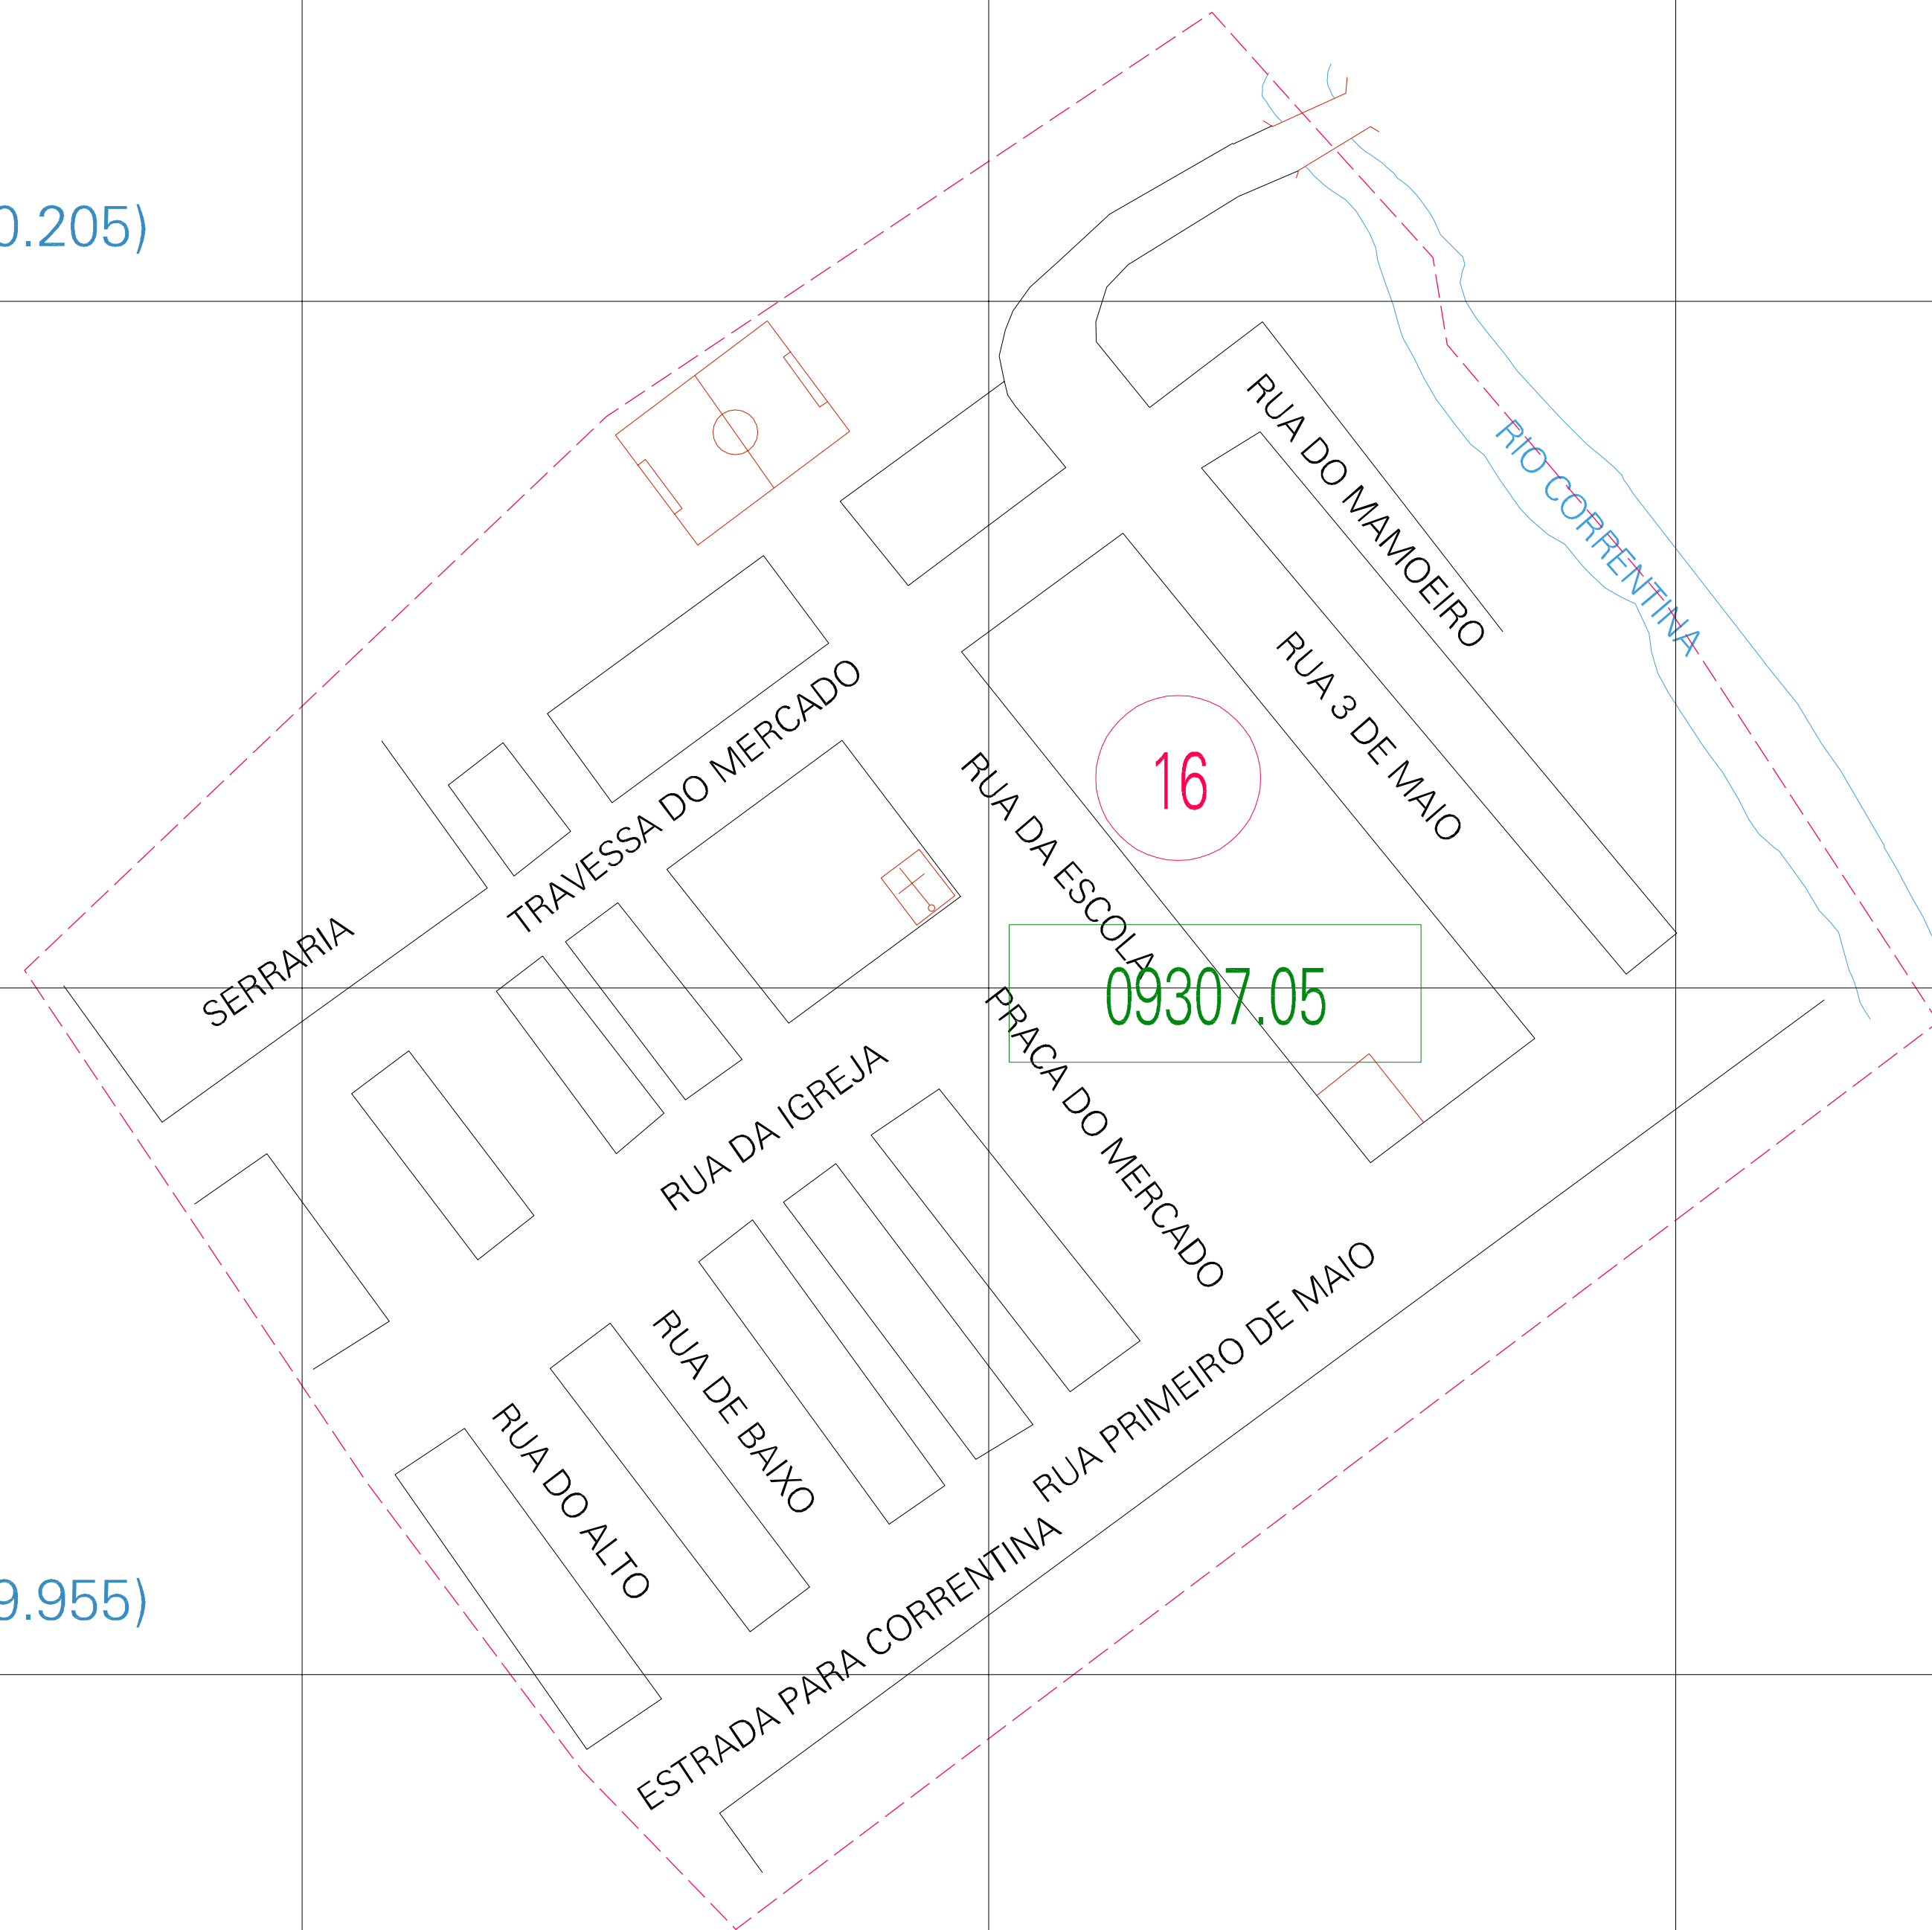 0.205)
RUA DO MAMOEIRO
RIO CORRENTINA
RUA 3 DE MAIO
TRAVESSA DO MERCADO
16
RUA DA ESCOLA
SERRARIA
09307.05
PRACA DO MERCADO
RUA DA IGREJA
RUA PRIMEIRO DE MAIO
RUA DE BAIXO
RUA DO ALTO
ESTRADA PARA CORRENTINA
9.955)